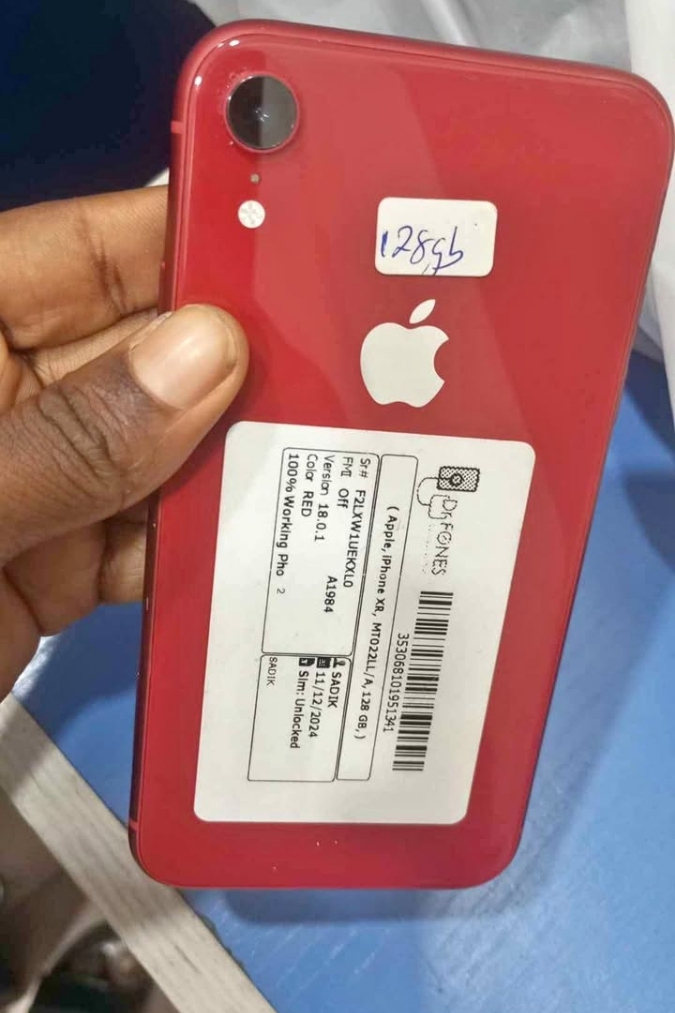 128gb
Dr.FONES
353068101951341
( Apple, iPhone XR, MT022LL/A, 128 GB, )
Sr# F2LXW1UEKXL0
FMI Off A1984
Version 18.0.1
Color RED
100% Working Pho 2
SADIK
11/12/2024
Sim: Unlocked
SADIK